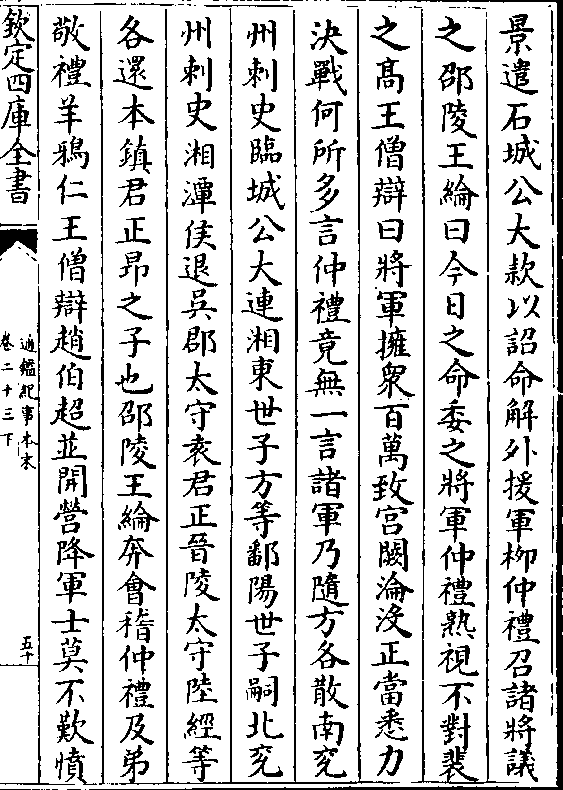 景遣石城公大欵以詔命解外援軍柳仲禮召諸將議
之邵陵王綸曰今日之命委之將軍仲禮熟視不對裴
之髙王僧辯曰將軍擁衆百萬致宫闕淪没正當悉力
決戰何所多言仲禮竟無一言諸軍乃隨方各散南兖
州刺史臨城公大連湘東世子方等鄱陽世子嗣北兖
州刺史湘潭侯退吳郡太守袁君正晉陵太守陸經等
各還本鎮君正昻之子也邵陵王綸奔會稽仲禮及弟
敬禮羊鴉仁王僧辯趙伯超並開營降軍士莫不歎憤
欽定四庫全書
通鑑紀事本末
卷二十三下
五十